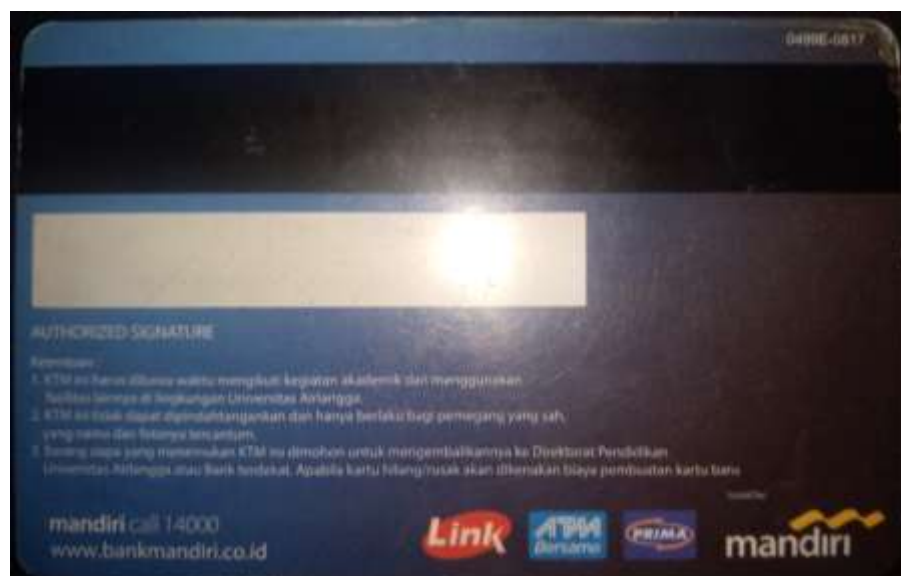 0499E-0817
AUTHORIZED SIGNATURE
Ketentuan :
1. KTM ini harus dibawa waktu mengikuti kegiatan akademik dan menggunakan
fasilitas lainnya di lingkungan Universitas Airlangga.
2. KTM ini tidak dapat dipindahtangankan dan hanya berlaku bagi pemegang yang sah,
yang nama dan fotonya tercantum.
3. Barang siapa yang menemukan KTM ini dimohon untuk mengembalikannya ke Direktorat Pendidikan
Universitas Airlangga atau Bank terdekat. Apabila kartu hilang/rusak akan dikenakan biaya pembuatan kartu baru
mandiri call 14000
www.bankmandiri.co.id
Link
ATM
Bersama
PRIMA
mandiri